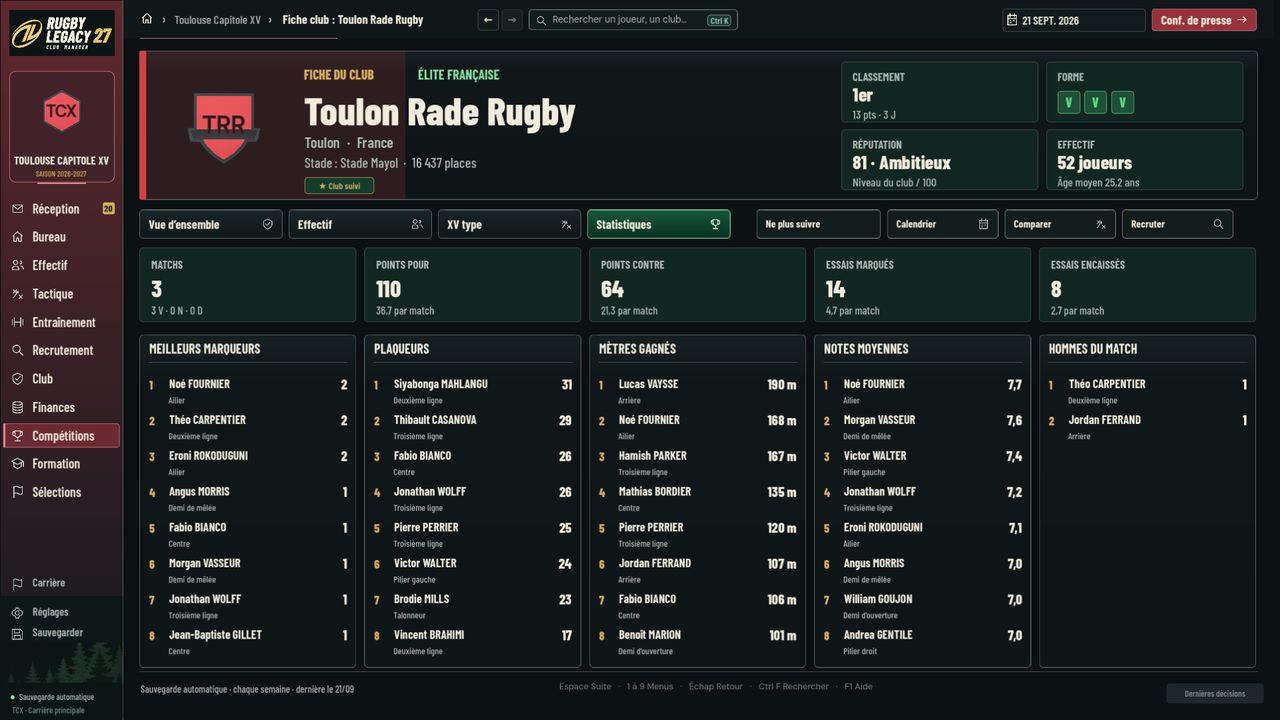 RUGBY
LEGACY 27
CLUB MANAGER
Toulouse Capitole XV
Fiche club : Toulon Rade Rugby
←
→
Rechercher un joueur, un club...
Ctrl K
21 SEPT. 2026
Conf. de presse →
TCX
TOULOUSE CAPITOLE XV
SAISON 2026-2027
Réception 20
Bureau
Effectif
Tactique
Entraînement
Recrutement
Club
Finances
Compétitions
Formation
Sélections
Carrière
Réglages
Sauvegarder
Sauvegarde automatique
TCX · Carrière principale
TRR
FICHE DU CLUB
ÉLITE FRANÇAISE
Toulon Rade Rugby
Toulon · France
Stade : Stade Mayol · 16 437 places
★ Club suivi
CLASSEMENT
1er
13 pts · 3 J
FORME
V V V
RÉPUTATION
81 · Ambitieux
Niveau du club / 100
EFFECTIF
52 joueurs
Âge moyen 25,2 ans
Vue d'ensemble
Effectif
XV type
Statistiques
Ne plus suivre
Calendrier
Comparer
Recruter
MATCHS
3
3 V · 0 N · 0 D
POINTS POUR
110
36,7 par match
POINTS CONTRE
64
21,3 par match
ESSAIS MARQUÉS
14
4,7 par match
ESSAIS ENCAISSÉS
8
2,7 par match
MEILLEURS MARQUEURS
1 Noé FOURNIER 2
Ailier
2 Théo CARPENTIER 2
Deuxième ligne
3 Eroni ROKODUGUNI 2
Ailier
4 Angus MORRIS 1
Demi de mêlée
5 Fabio BIANCO 1
Centre
6 Morgan VASSEUR 1
Demi de mêlée
7 Jonathan WOLFF 1
Troisième ligne
8 Jean-Baptiste GILLET 1
Centre
PLAQUEURS
1 Siyabonga MAHLANGU 31
Deuxième ligne
2 Thibault CASANOVA 29
Troisième ligne
3 Fabio BIANCO 26
Centre
4 Jonathan WOLFF 26
Troisième ligne
5 Pierre PERRIER 25
Troisième ligne
6 Victor WALTER 24
Pilier gauche
7 Brodie MILLS 23
Talonneur
8 Vincent BRAHIMI 17
Deuxième ligne
MÈTRES GAGNÉS
1 Lucas VAYSSE 190 m
Arrière
2 Noé FOURNIER 168 m
Ailier
3 Hamish PARKER 167 m
Troisième ligne
4 Mathias BORDIER 135 m
Centre
5 Pierre PERRIER 120 m
Troisième ligne
6 Jordan FERRAND 107 m
Arrière
7 Fabio BIANCO 106 m
Centre
8 Benoît MARION 101 m
Demi d'ouverture
NOTES MOYENNES
1 Noé FOURNIER 7,7
Ailier
2 Morgan VASSEUR 7,6
Demi de mêlée
3 Victor WALTER 7,4
Pilier gauche
4 Jonathan WOLFF 7,2
Troisième ligne
5 Eroni ROKODUGUNI 7,1
Ailier
6 Angus MORRIS 7,0
Demi de mêlée
7 William GOUJON 7,0
Demi d'ouverture
8 Andrea GENTILE 7,0
Pilier droit
HOMMES DU MATCH
1 Théo CARPENTIER 1
Deuxième ligne
2 Jordan FERRAND 1
Arrière
Sauvegarde automatique · chaque semaine · dernière le 21/09
Espace Suite · 1 à 9 Menus · Échap Retour · Ctrl F Rechercher · F1 Aide
Dernières décisions